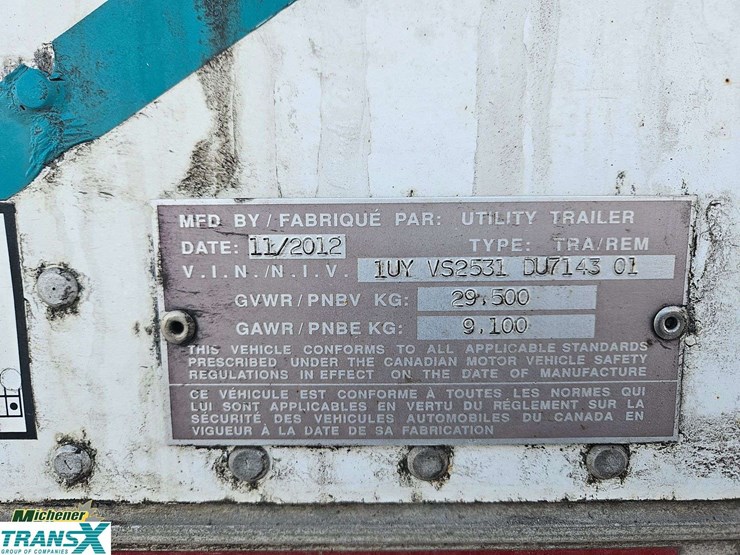 MFD BY / FABRIQUÉ PAR: UTILITY TRAILER
DATE: 11/2012 TYPE: TRA/REM
V.I.N./N.I.V. 1UY VS2531 DU7143 01
GVWR/PNBV KG: 29,500
GAWR/PNBE KG: 9,100
THIS VEHICLE CONFORMS TO ALL APPLICABLE STANDARDS
PRESCRIBED UNDER THE CANADIAN MOTOR VEHICLE SAFETY
REGULATIONS IN EFFECT ON THE DATE OF MANUFACTURE
CE VÉHICULE EST CONFORME À TOUTES LES NORMES QUI
LUI SONT APPLICABLES EN VERTU DU RÉGLEMENT SUR LA
SÉCURITÉ DES VEHICULES AUTOMOBILES DU CANADA EN
VIGUEUR À LA DATE DE SA FABRICATION
Michener
TRANSX
GROUP OF COMPANIES